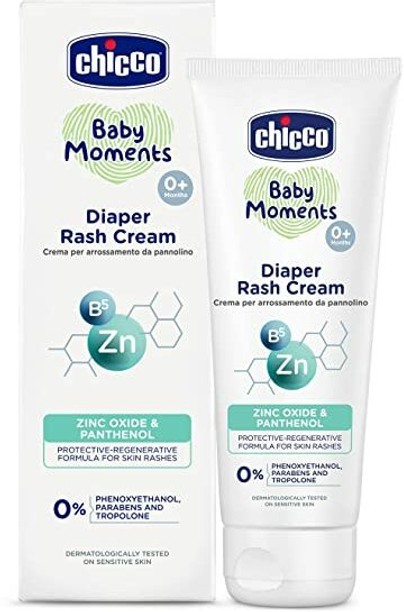 chicco
Baby
Moments
0+
Months
Diaper
Rash Cream
Crema per arrossamento da pannolino
B5
Zn
ZINC OXIDE &
PANTHENOL
PROTECTIVE-REGENERATIVE
FORMULA FOR SKIN RASHES
0% PHENOXYETHANOL,
PARABENS AND
TROPOLONE
DERMATOLOGICALLY TESTED
ON SENSITIVE SKIN
chicco
Baby
Moments
0+
Months
Diaper
Rash Cream
Crema per arrossamento da pannolino
B5
Zn
ZINC OXIDE &
PANTHENOL
PROTECTIVE-REGENERATIVE
FORMULA FOR SKIN RASHES
0% PHENOXYETHANOL,
PARABENS AND
TROPOLONE
DERMATOLOGICALLY TESTED
ON SENSITIVE SKIN